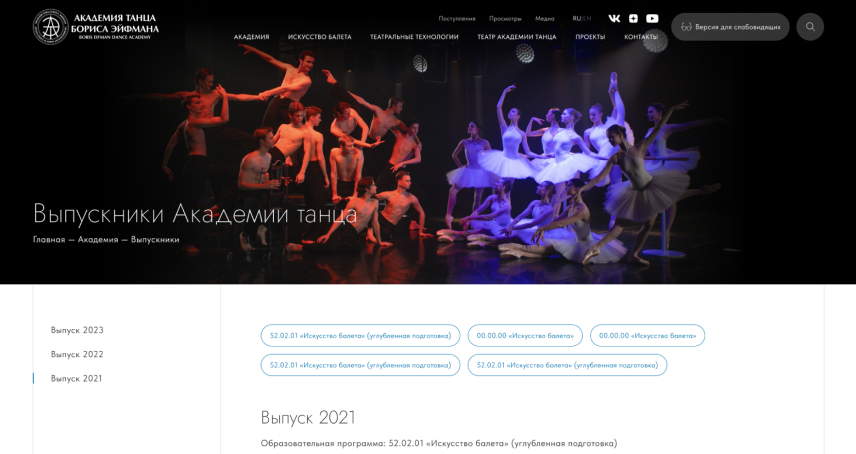 АКАДЕМИЯ ТАНЦА
БОРИСА ЭЙФМАНА
BORIS EIFMAN DANCE ACADEMY
Поступление Просмотры Медиа RU EN
Версия для слабовидящих
АКАДЕМИЯ ИСКУССТВО БАЛЕТА ТЕАТРАЛЬНЫЕ ТЕХНОЛОГИИ ТЕАТР АКАДЕМИИ ТАНЦА ПРОЕКТЫ КОНТАКТЫ
Выпускники Академии танца
Главная — Академия — Выпускники
Выпуск 2023
Выпуск 2022
Выпуск 2021
52.02.01 «Искусство балета» (углубленная подготовка) 00.00.00 «Искусство балета» 00.00.00 «Искусство балета»
52.02.01 «Искусство балета» (углубленная подготовка) 52.02.01 «Искусство балета» (углубленная подготовка)
Выпуск 2021
Образовательная программа: 52.02.01 «Искусство балета» (углубленная подготовка)